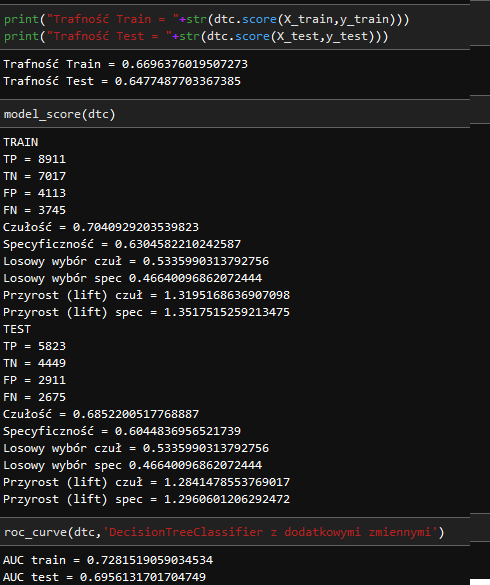 print("Trafność Train = "+str(dtc.score(X_train,y_train)))
print("Trafność Test = "+str(dtc.score(X_test,y_test)))
Trafność Train = 0.6696376019507273
Trafność Test = 0.6477487703367385
model_score(dtc)
TRAIN
TP = 8911
TN = 7017
FP = 4113
FN = 3745
Czułość = 0.7040929203539823
Specyficzność = 0.6304582210242587
Losowy wybór czuł = 0.5335990313792756
Losowy wybór spec 0.46640096862072444
Przyrost (lift) czuł = 1.3195168636907098
Przyrost (lift) spec = 1.3517515259213475
TEST
TP = 5823
TN = 4449
FP = 2911
FN = 2675
Czułość = 0.6852200517768887
Specyficzność = 0.6044836956521739
Losowy wybór czuł = 0.5335990313792756
Losowy wybór spec 0.46640096862072444
Przyrost (lift) czuł = 1.2841478553769017
Przyrost (lift) spec = 1.2960601206292472
roc_curve(dtc,'DecisionTreeClassifier z dodatkowymi zmiennymi')
AUC train = 0.7281519059034534
AUC test = 0.6956131701704749